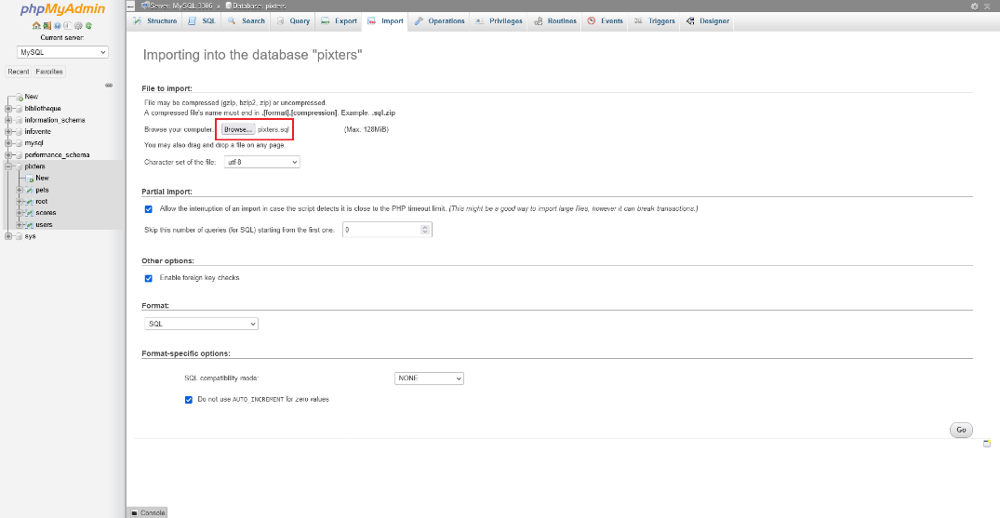 phpMyAdmin
Current server:
MySQL
Recent Favorites
New
bibliotheque
information_schema
infovente
mysql
performance_schema
pixters
New
pets
root
scores
users
sys
Server: MySQL:3306 » Database: pixters
Structure SQL Search Query Export Import Operations Privileges Routines Events Triggers Designer
Importing into the database "pixters"
File to import:
File may be compressed (gzip, bzip2, zip) or uncompressed.
A compressed file's name must end in .[format].[compression]. Example: .sql.zip
Browse your computer: Browse... pixters.sql (Max: 128MiB)
You may also drag and drop a file on any page
Character set of the file: utf-8
Partial import:
Allow the interruption of an import in case the script detects it is close to the PHP timeout limit. (This might be a good way to import large files, however it can break transactions.)
Skip this number of queries (for SQL) starting from the first one: 0
Other options:
Enable foreign key checks
Format:
SQL
Format-specific options:
SQL compatibility mode: NONE
Do not use AUTO_INCREMENT for zero values
Go
Console